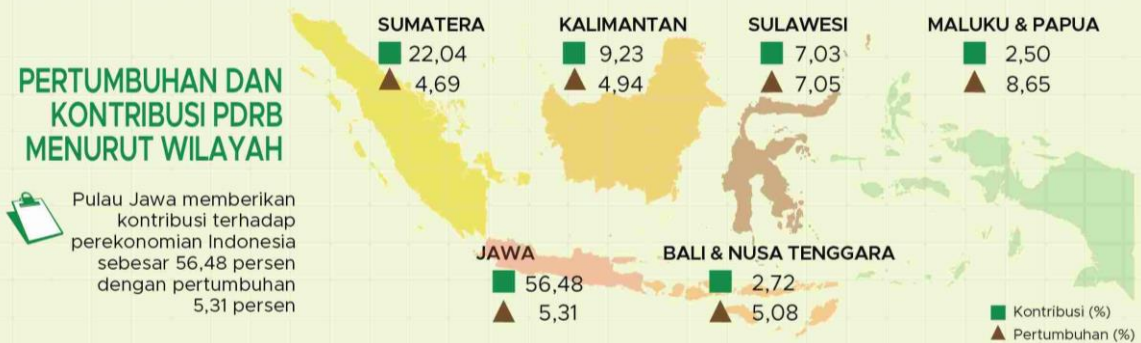 PERTUMBUHAN DAN
KONTRIBUSI PDRB
MENURUT WILAYAH
Pulau Jawa memberikan
kontribusi terhadap
perekonomian Indonesia
sebesar 56,48 persen
dengan pertumbuhan
5,31 persen
SUMATERA
22,04
4,69
KALIMANTAN
9,23
4,94
SULAWESI
7,03
7,05
MALUKU & PAPUA
2,50
8,65
JAWA
56,48
5,31
BALI & NUSA TENGGARA
2,72
5,08
Kontribusi (%)
Pertumbuhan (%)